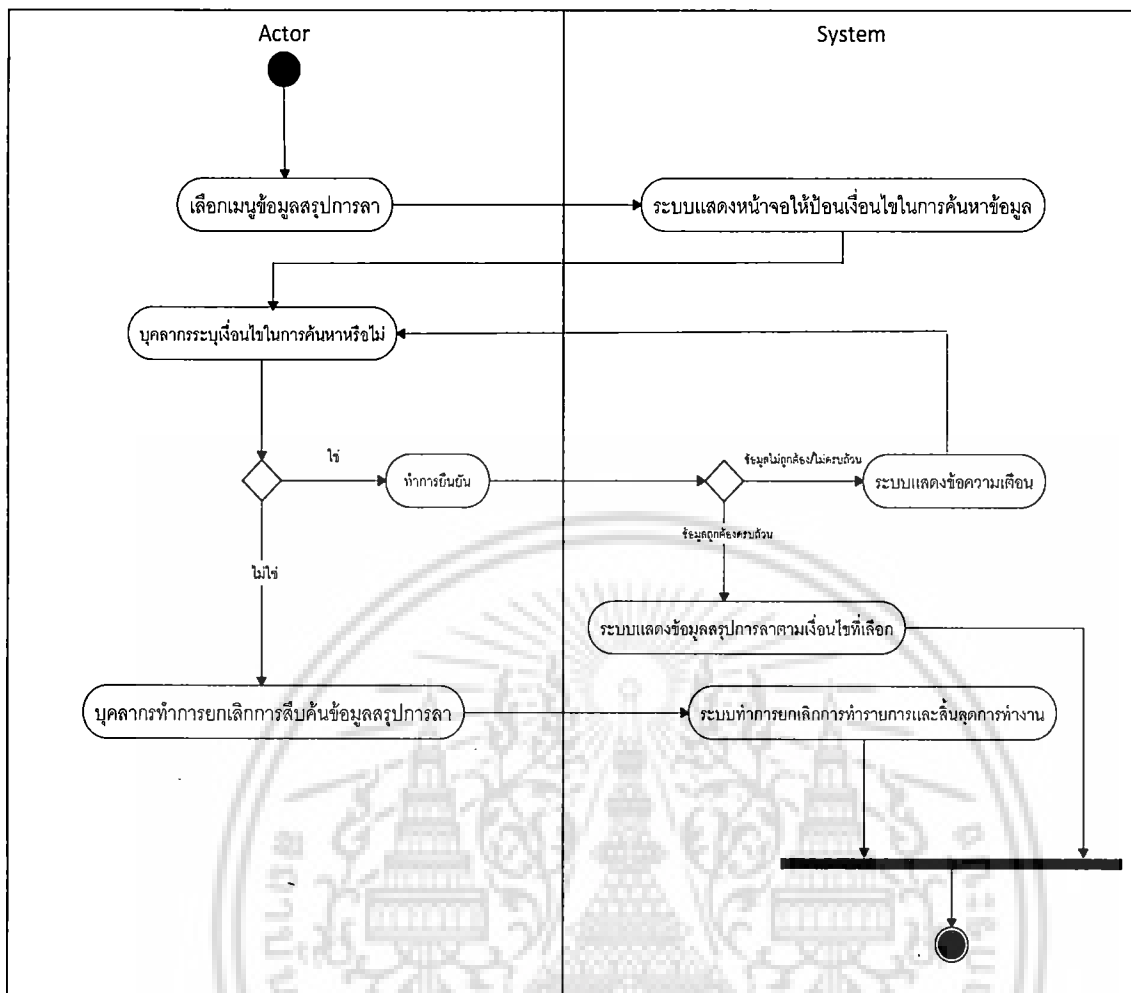 Actor
System
เลือกเมนูข้อมูลสรุปการลา
ระบบแสดงหน้าจอให้ป้อนเงื่อนไขในการค้นหาข้อมูล
บุคลากรระบุเงื่อนไขในการค้นหาหรือไม่
ใช่
ทำการยืนยัน
ข้อมูลไม่ถูกต้อง/ไม่ครบถ้วน
ระบบแสดงข้อความเตือน
ข้อมูลถูกต้องครบถ้วน
ไม่ใช่
ระบบแสดงข้อมูลสรุปการลาตามเงื่อนไขที่เลือก
บุคลากรทำการยกเลิกการสืบค้นข้อมูลสรุปการลา
ระบบทำการยกเลิกการทำรายการและสิ้นสุดการทำงาน